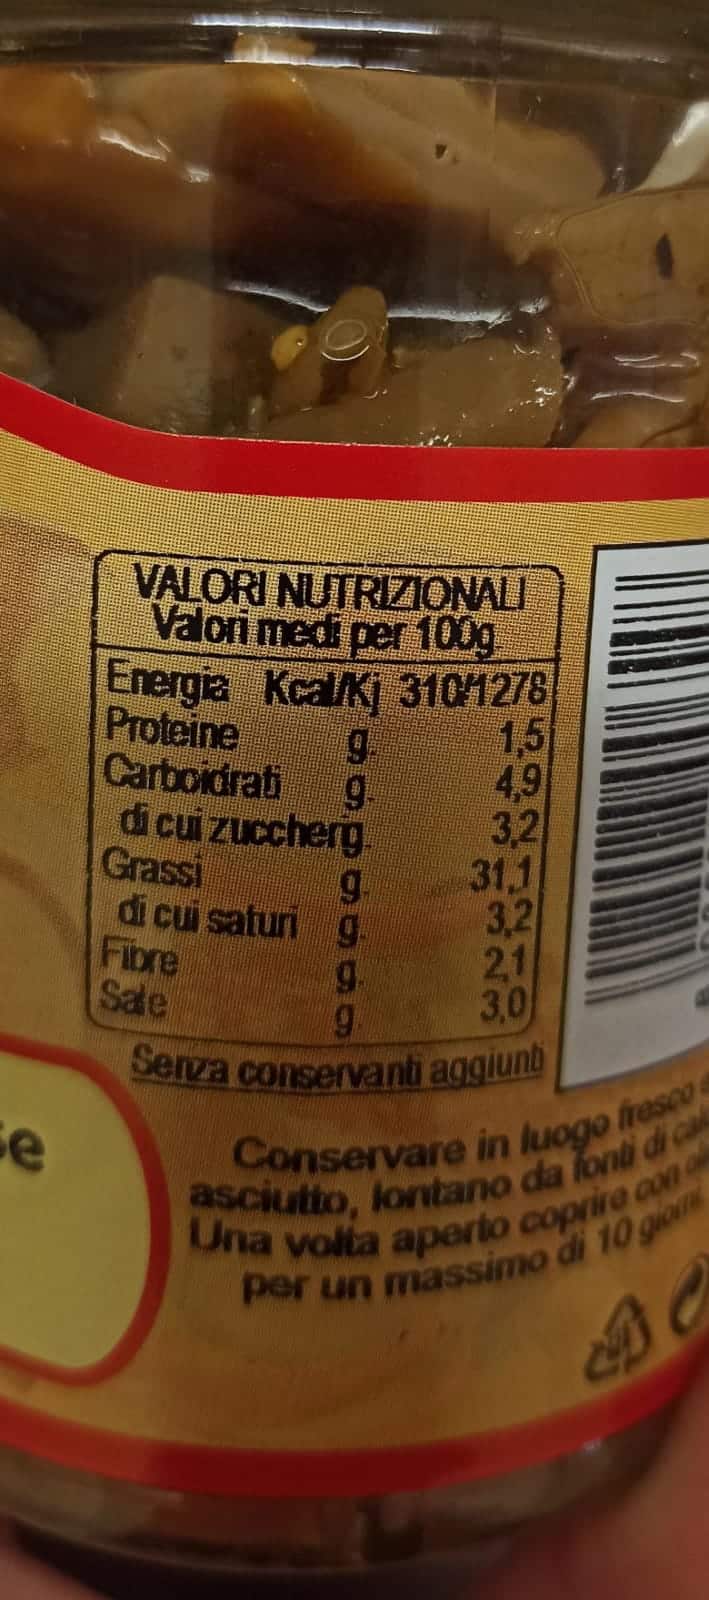 VALORI NUTRIZIONALI
Valori medi per 100g
Energia Kcal/Kj 310/1278
Proteine g. 1,5
Carboidrati g. 4,9
di cui zuccheri g. 3,2
Grassi g. 31,1
di cui saturi g. 3,2
Fibre g. 2,1
Sale g 3,0
Senza conservanti aggiunti
Conservare in luogo fresco
asciutto, lontano da fonti di
Una volta aperto coprire con
per un massimo di 10 giorni.
se